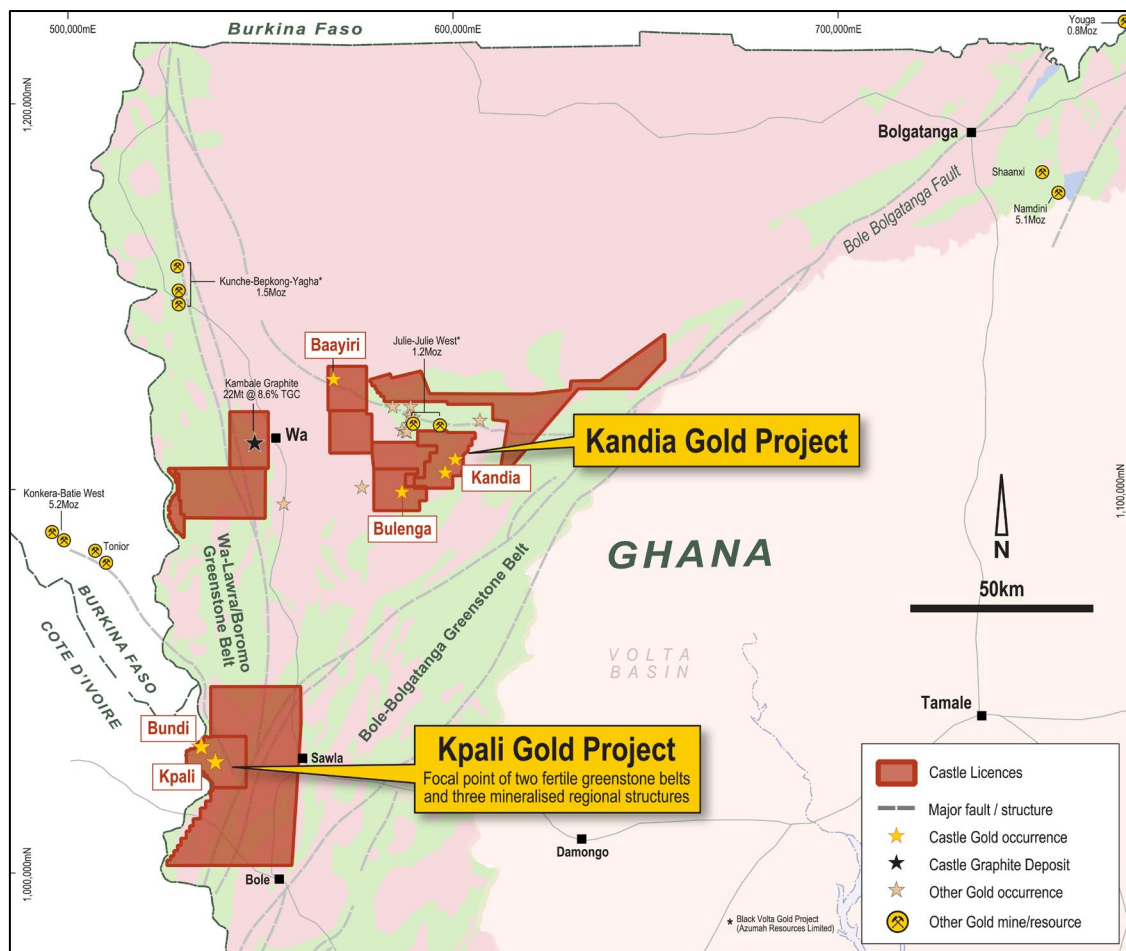 500,000mE
Burkina Faso
600,000mE
700,000mE
Youga
0.8Moz
1,200,000mN
Bolgatanga
Shaanxi
Namdini
5.1Moz
Bole Bolgatanga Fault
Kunche-Bepkong-Yagha*
1.5Moz
Baayiri
Julie-Julie West*
1.2Moz
Kambale Graphite
22Mt @ 8.6% TGC
Wa
Kandia Gold Project
Kandia
Bulenga
1,100,000mN
Konkera-Batie West
5.2Moz
Tonior
Wa-Lawra/Boromo
Greenstone Belt
GHANA
N
50km
BURKINA FASO
COTE D'IVOIRE
Bole-Bolgatanga Greenstone Belt
VOLTA
BASIN
Tamale
Bundi
Kpali
Sawla
Kpali Gold Project
Focal point of two fertile greenstone belts
and three mineralised regional structures
Damongo
Bole
1,000,000mN
Castle Licences
Major fault / structure
Castle Gold occurrence
Castle Graphite Deposit
Other Gold occurrence
Other Gold mine/resource
* Black Volta Gold Project
(Azumah Resources Limited)